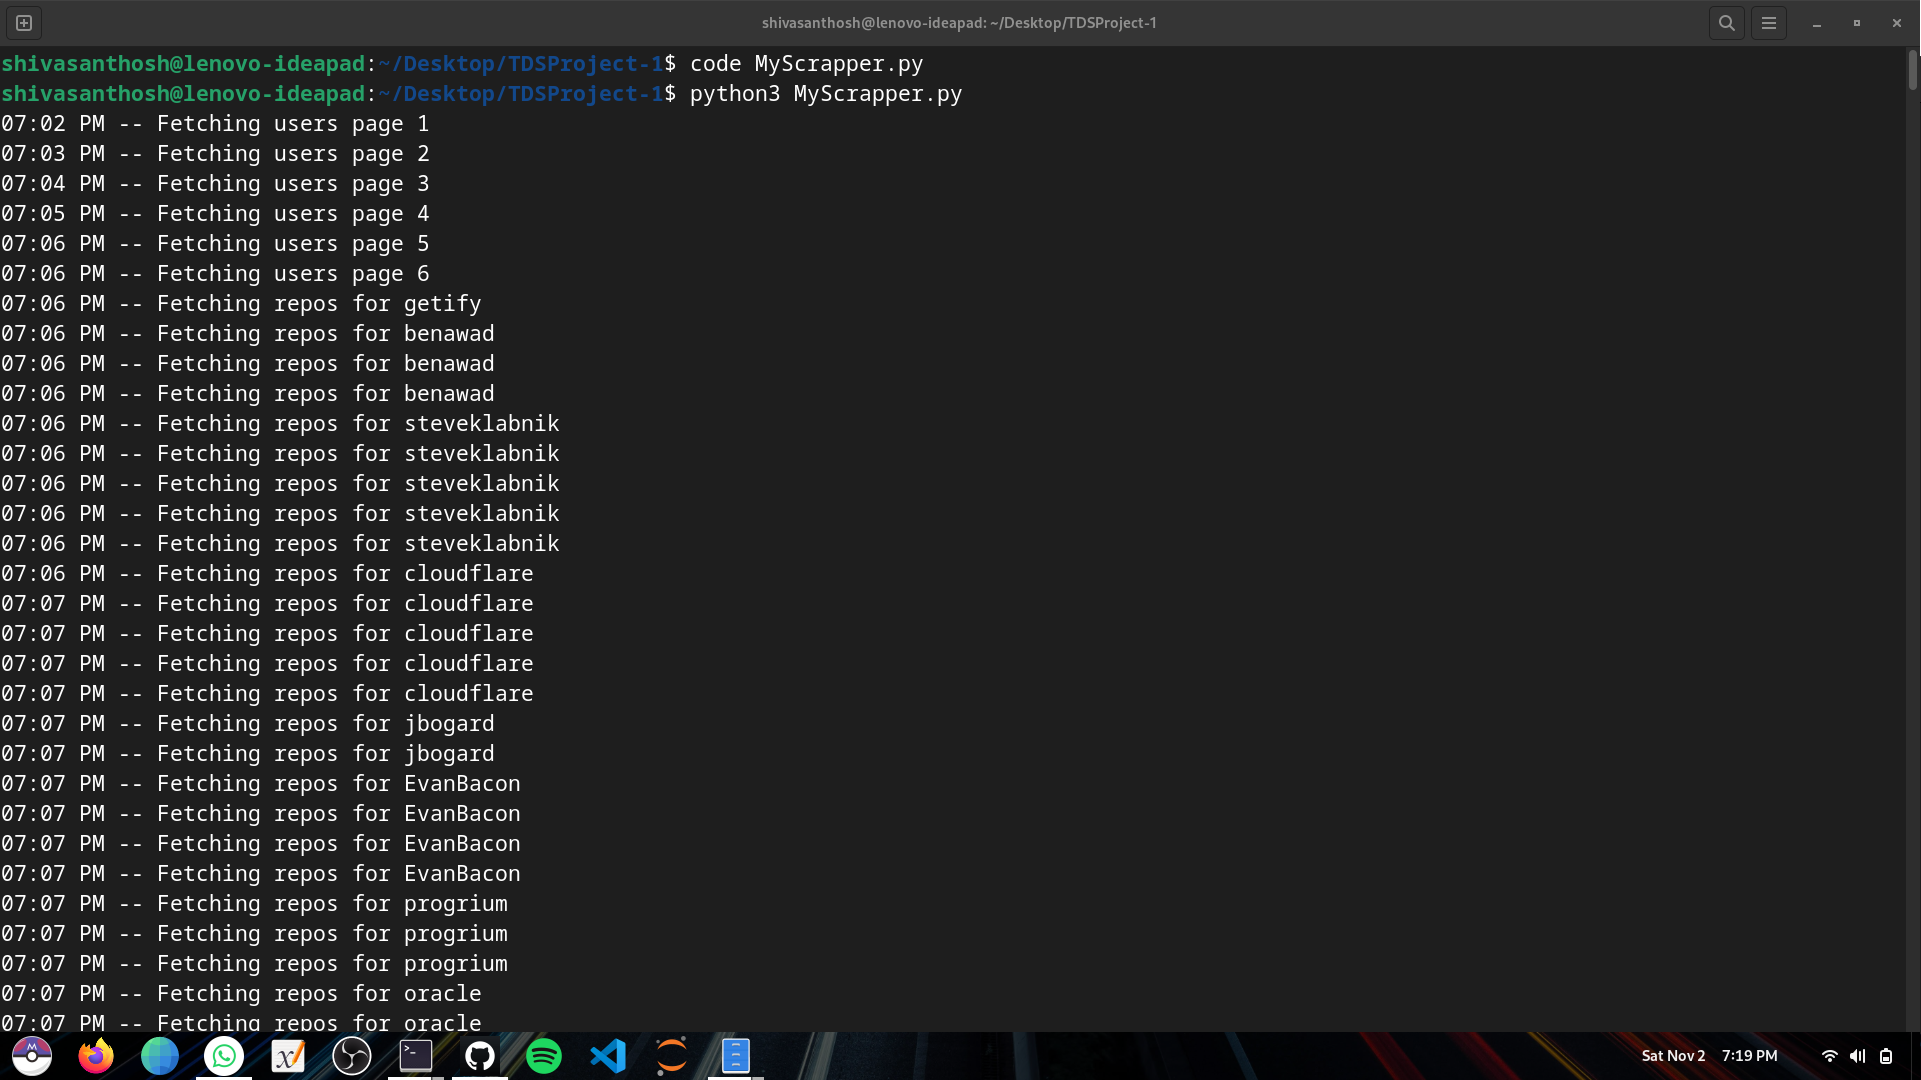 shivasanthosh@lenovo-ideapad: ~/Desktop/TDSProject-1
shivasanthosh@lenovo-ideapad:~/Desktop/TDSProject-1$ code MyScrapper.py
shivasanthosh@lenovo-ideapad:~/Desktop/TDSProject-1$ python3 MyScrapper.py
07:02 PM -- Fetching users page 1
07:03 PM -- Fetching users page 2
07:04 PM -- Fetching users page 3
07:05 PM -- Fetching users page 4
07:06 PM -- Fetching users page 5
07:06 PM -- Fetching users page 6
07:06 PM -- Fetching repos for getify
07:06 PM -- Fetching repos for benawad
07:06 PM -- Fetching repos for benawad
07:06 PM -- Fetching repos for benawad
07:06 PM -- Fetching repos for steveklabnik
07:06 PM -- Fetching repos for steveklabnik
07:06 PM -- Fetching repos for steveklabnik
07:06 PM -- Fetching repos for steveklabnik
07:06 PM -- Fetching repos for steveklabnik
07:06 PM -- Fetching repos for cloudflare
07:07 PM -- Fetching repos for cloudflare
07:07 PM -- Fetching repos for cloudflare
07:07 PM -- Fetching repos for cloudflare
07:07 PM -- Fetching repos for cloudflare
07:07 PM -- Fetching repos for jbogard
07:07 PM -- Fetching repos for jbogard
07:07 PM -- Fetching repos for EvanBacon
07:07 PM -- Fetching repos for EvanBacon
07:07 PM -- Fetching repos for EvanBacon
07:07 PM -- Fetching repos for EvanBacon
07:07 PM -- Fetching repos for progrium
07:07 PM -- Fetching repos for progrium
07:07 PM -- Fetching repos for progrium
07:07 PM -- Fetching repos for oracle
07:07 PM -- Fetching repos for oracle
Sat Nov 2 7:19 PM